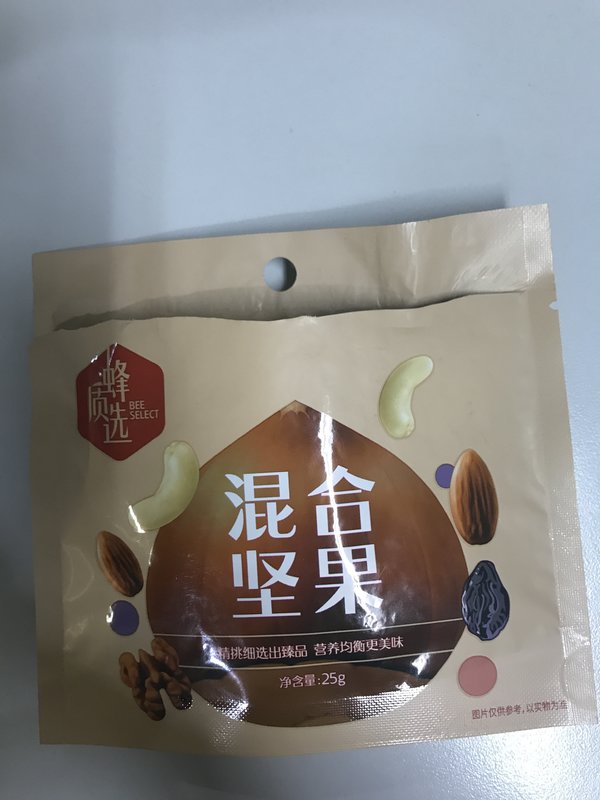 蜂
质选
BEE
SELECT
混合
坚果
精挑细选出臻品 营养均衡更美味
净含量:25g
图片仅供参考,以实物为准